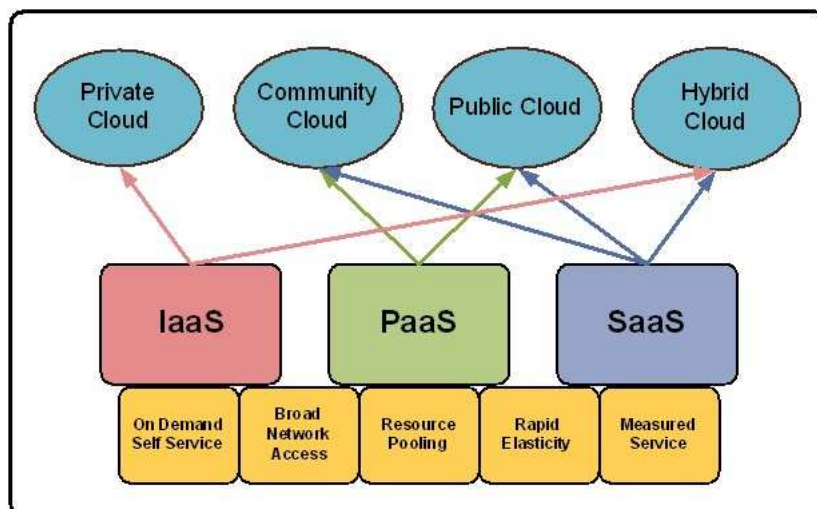 Private
Cloud
Community
Cloud
Public Cloud
Hybrid
Cloud
IaaS
PaaS
SaaS
On Demand
Self Service
Broad
Network
Access
Resource
Pooling
Rapid
Elasticity
Measured
Service